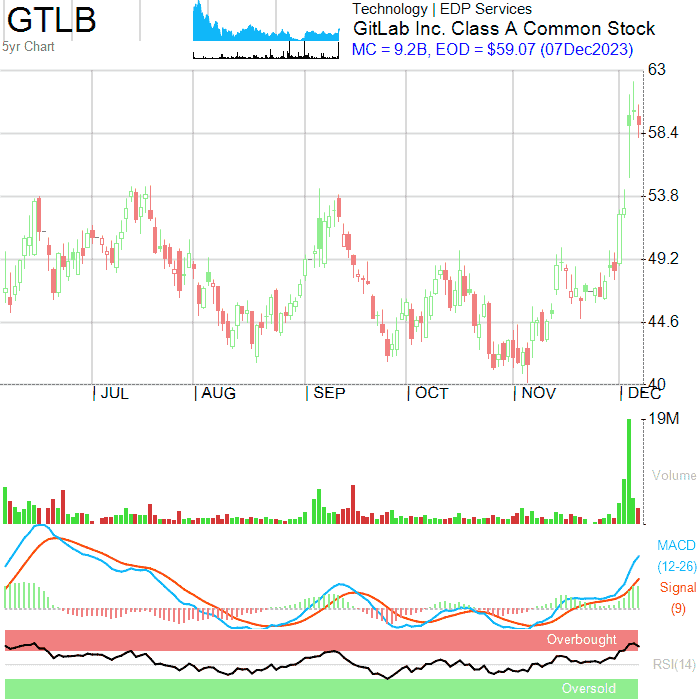 GTLB
5yr Chart
Technology | EDP Services
GitLab Inc. Class A Common Stock
MC = 9.2B, EOD = $59.07 (07Dec2023)
63
58.4
53.8
49.2
44.6
40
JUL AUG SEP OCT NOV DEC
19M
Volume
MACD
(12-26)
Signal
(9)
Overbought
RSI(14)
Oversold